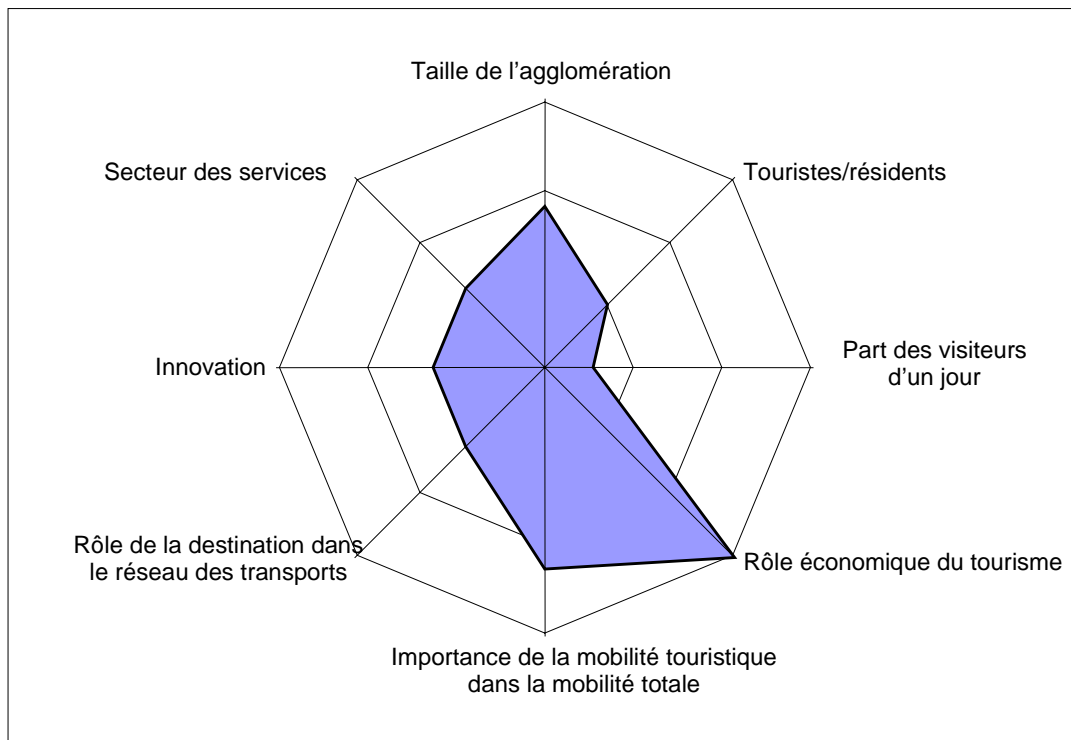 Taille de l’agglomération
Secteur des services
Touristes/résidents
Innovation
Part des visiteurs
d’un jour
Rôle de la destination dans
le réseau des transports
Rôle économique du tourisme
Importance de la mobilité touristique
dans la mobilité totale